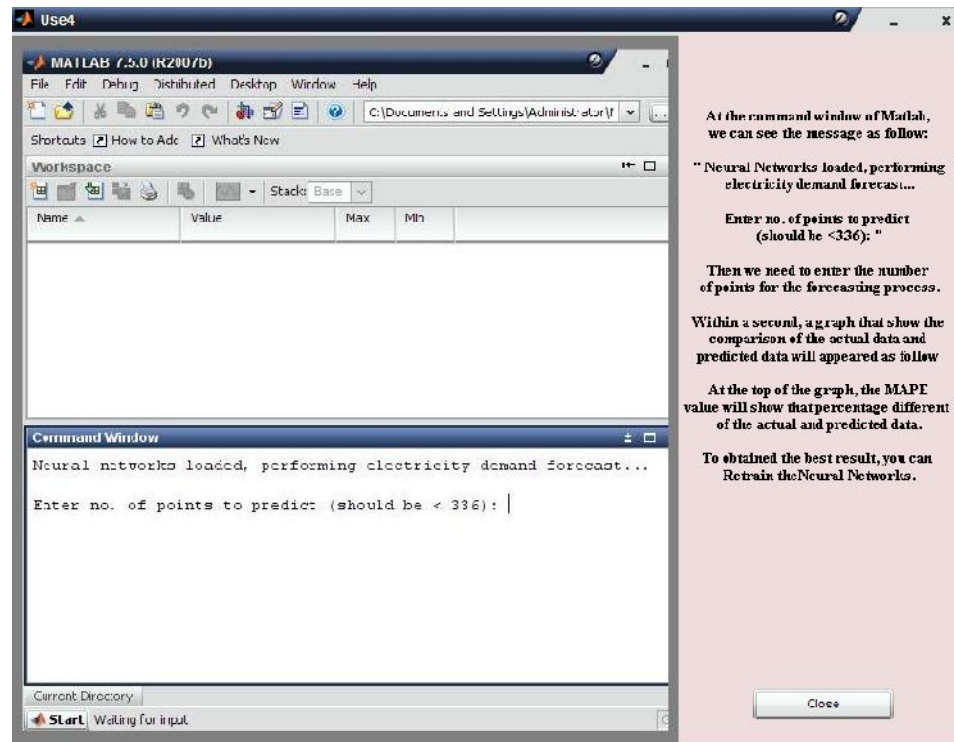 Use4
MATLAB 7.5.0 (R2007b)
File Edit Debug Distributed Desktop Window Help
C:\Documents and Settings\Administrator\
Shortcuts How to Add What's New
Workspace
Stack: Base
Name Value Max Min
Command Window
Neural networks loaded, performing electricity demand forecast...
Enter no. of points to predict (should be < 336):
Current Directory
Start Waiting for input
At the command window of Matlab,
we can see the message as follow:
" Neural Networks loaded, performing
electricity demand forecast...
Enter no. of points to predict
(should be <336): "
Then we need to enter the number
of points for the forecasting process.
Within a second, a graph that show the
comparison of the actual data and
predicted data will appeared as follow
At the top of the graph, the MAPE
value will show that percentage different
of the actual and predicted data.
To obtained the best result, you can
Retrain the Neural Networks.
Close